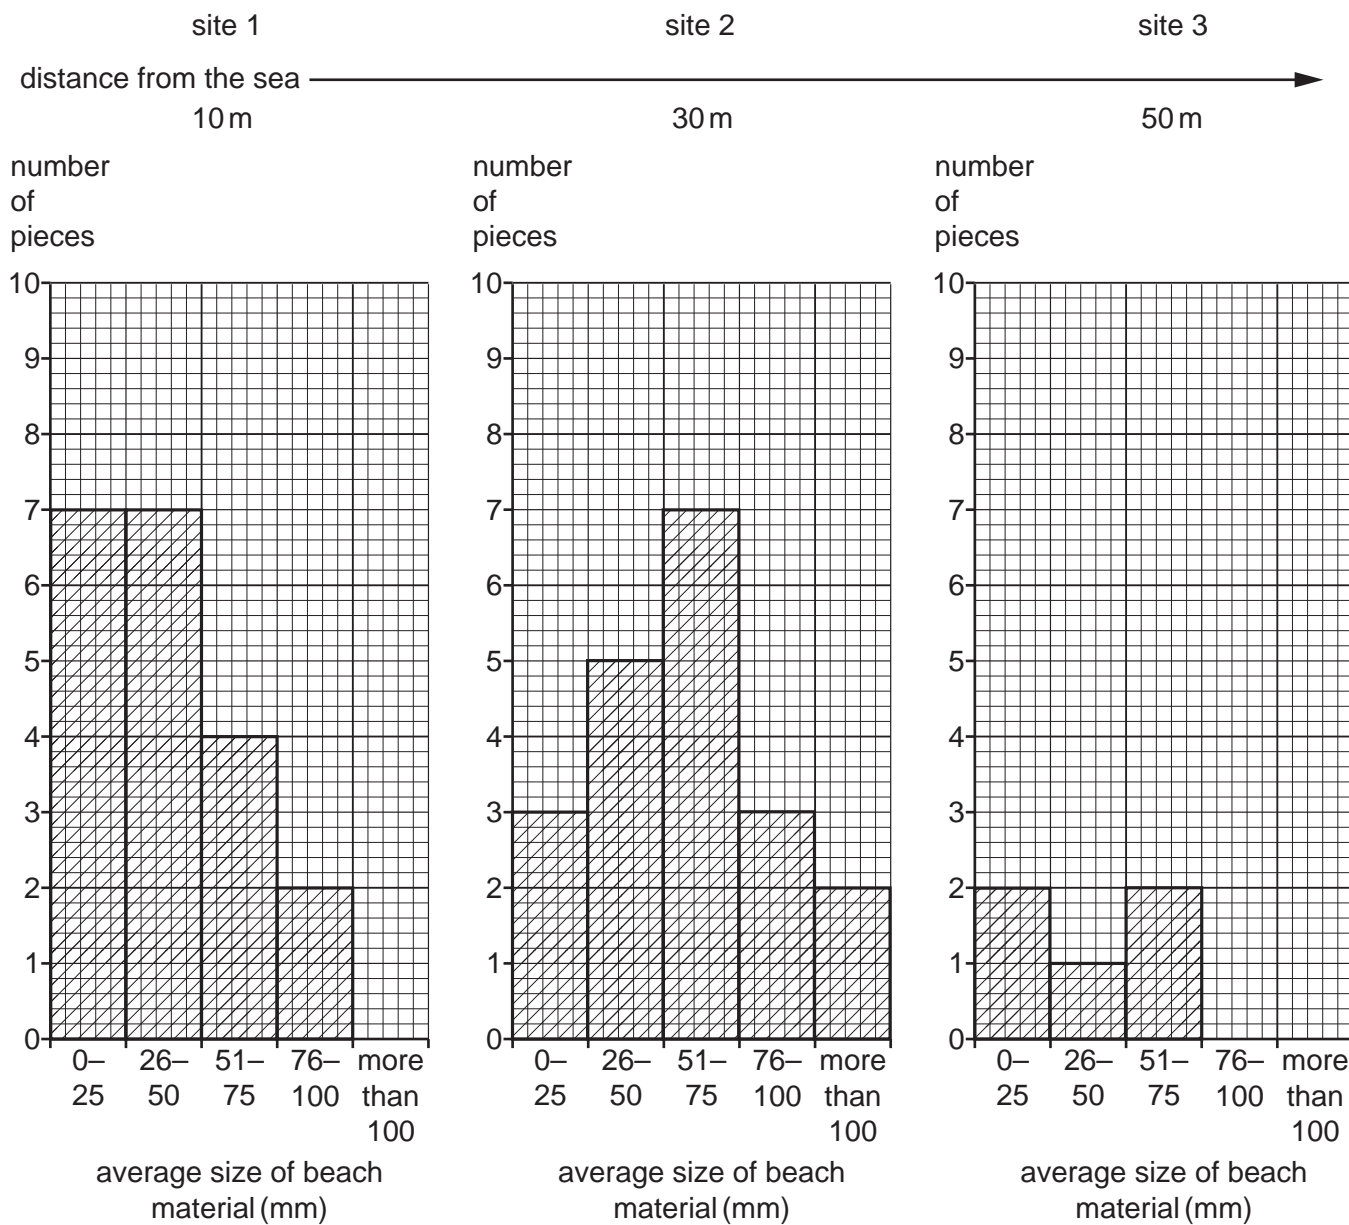 site 1 site 2 site 3
distance from the sea
10 m 30 m 50 m
number number number
of of of
pieces pieces pieces
10 10 10
9 9 9
8 8 8
7 7 7
6 6 6
5 5 5
4 4 4
3 3 3
2 2 2
1 1 1
0 0 0
0– 26– 51– 76– more 0– 26– 51– 76– more 0– 26– 51– 76– more
25 50 75 100 than 25 50 75 100 than 25 50 75 100 than
100 100 100
average size of beach average size of beach average size of beach
material (mm) material (mm) material (mm)